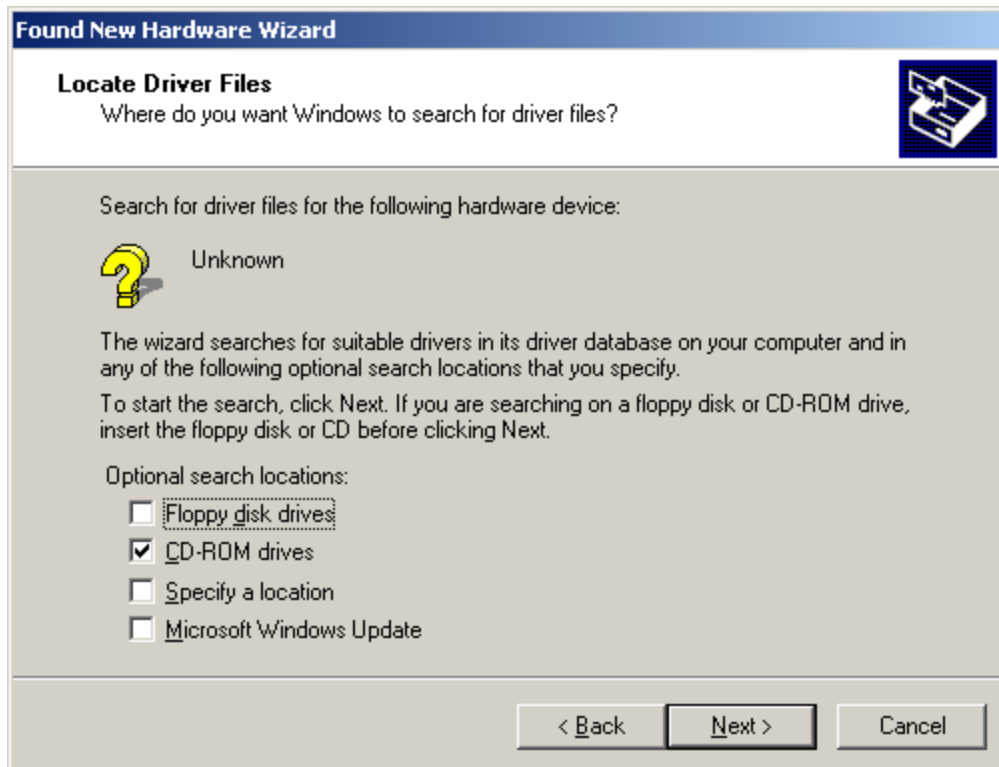 Found New Hardware Wizard
Locate Driver Files
Where do you want Windows to search for driver files?
Search for driver files for the following hardware device:
Unknown
The wizard searches for suitable drivers in its driver database on your computer and in
any of the following optional search locations that you specify.
To start the search, click Next. If you are searching on a floppy disk or CD-ROM drive,
insert the floppy disk or CD before clicking Next.
Optional search locations:
Floppy disk drives
CD-ROM drives
Specify a location
Microsoft Windows Update
< Back Next > Cancel